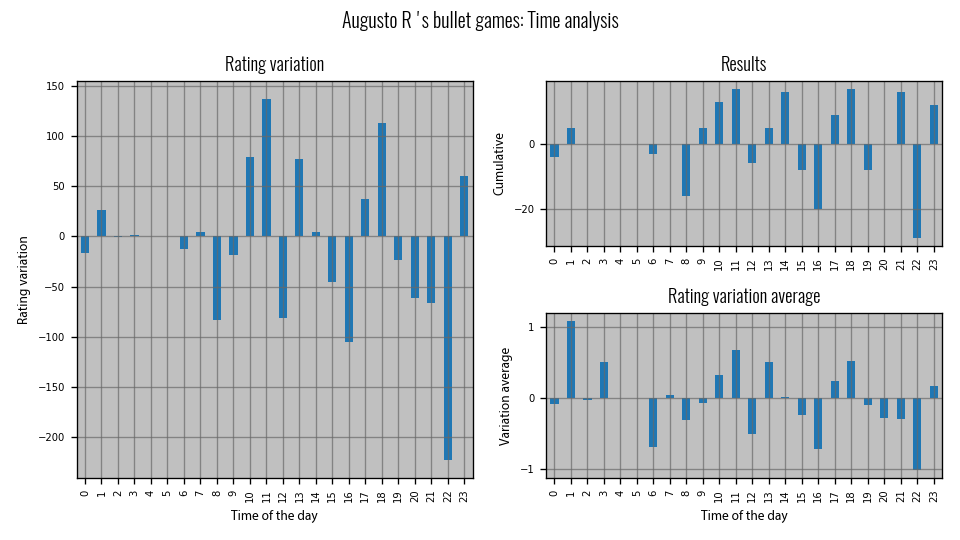 Augusto R 's bullet games: Time analysis
Rating variation
Rating variation
150
100
50
0
−50
−100
−150
−200
0 1 2 3 4 5 6 7 8 9 10 11 12 13 14 15 16 17 18 19 20 21 22 23
Time of the day
Results
Cumulative
0
−20
0 1 2 3 4 5 6 7 8 9 10 11 12 13 14 15 16 17 18 19 20 21 22 23
Rating variation average
Variation average
1
0
−1
0 1 2 3 4 5 6 7 8 9 10 11 12 13 14 15 16 17 18 19 20 21 22 23
Time of the day